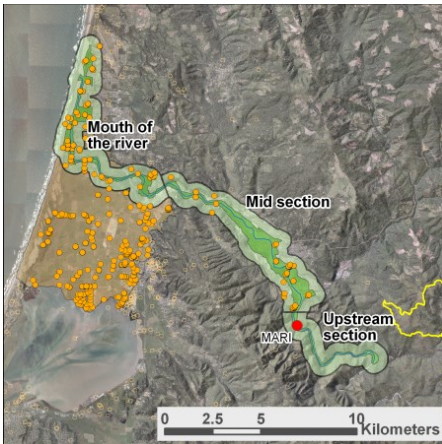 Mouth of
the river
Mid section
Upstream
section
MARI
0 2.5 5 10
Kilometers